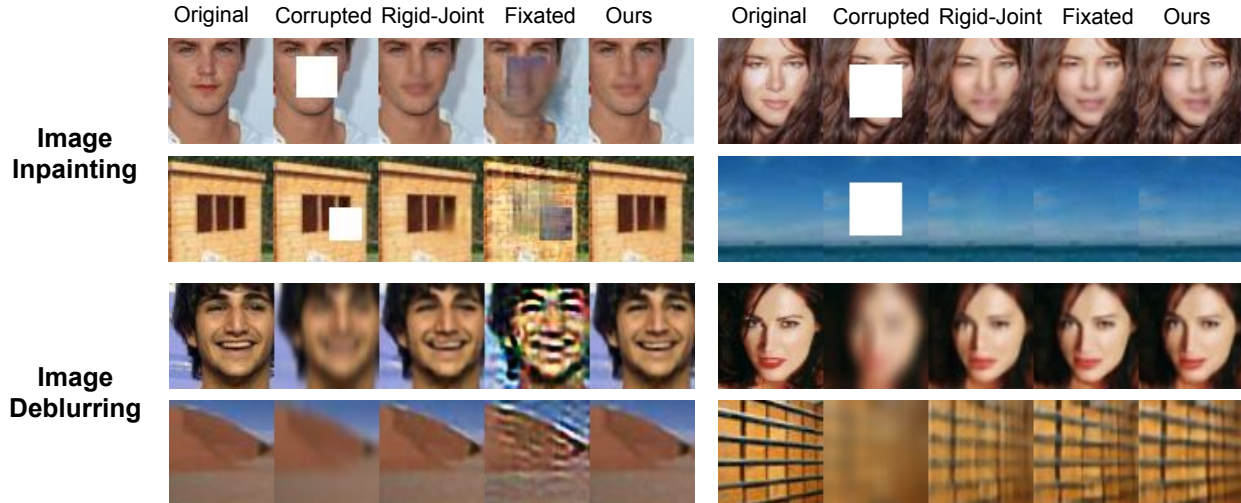 Original Corrupted Rigid-Joint Fixated Ours
Original Corrupted Rigid-Joint Fixated Ours
Image
Inpainting
Image
Deblurring